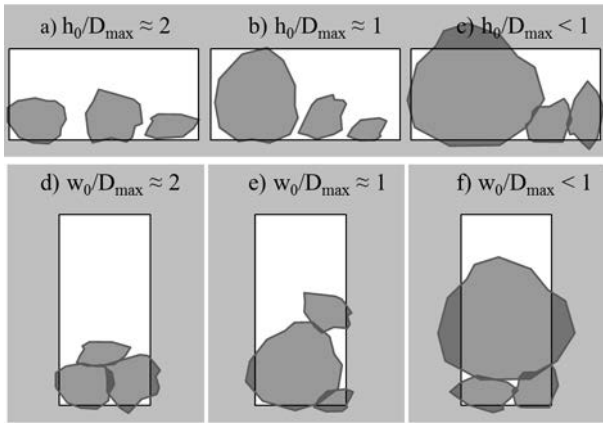 a) h₀/Dₘₐₓ ≈ 2
b) h₀/Dₘₐₓ ≈ 1
c) h₀/Dₘₐₓ < 1
d) w₀/Dₘₐₓ ≈ 2
e) w₀/Dₘₐₓ ≈ 1
f) w₀/Dₘₐₓ < 1